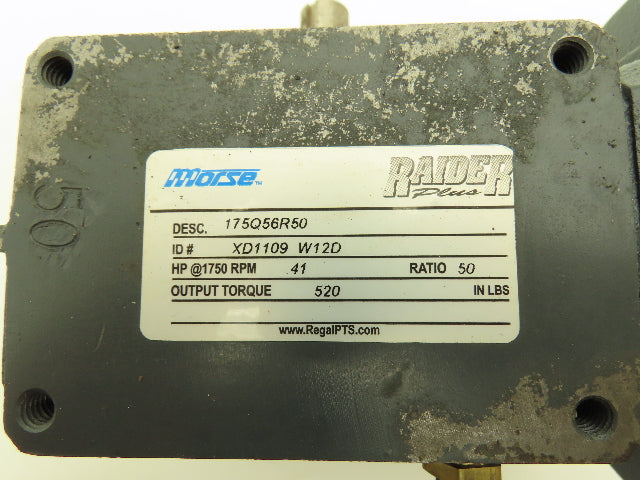 50
Morse™
RAIDER
Plus
DESC. 175Q56R50
ID # XD1109 W12D
HP @1750 RPM .41 RATIO 50
OUTPUT TORQUE 520 IN LBS
www.RegalPTS.com